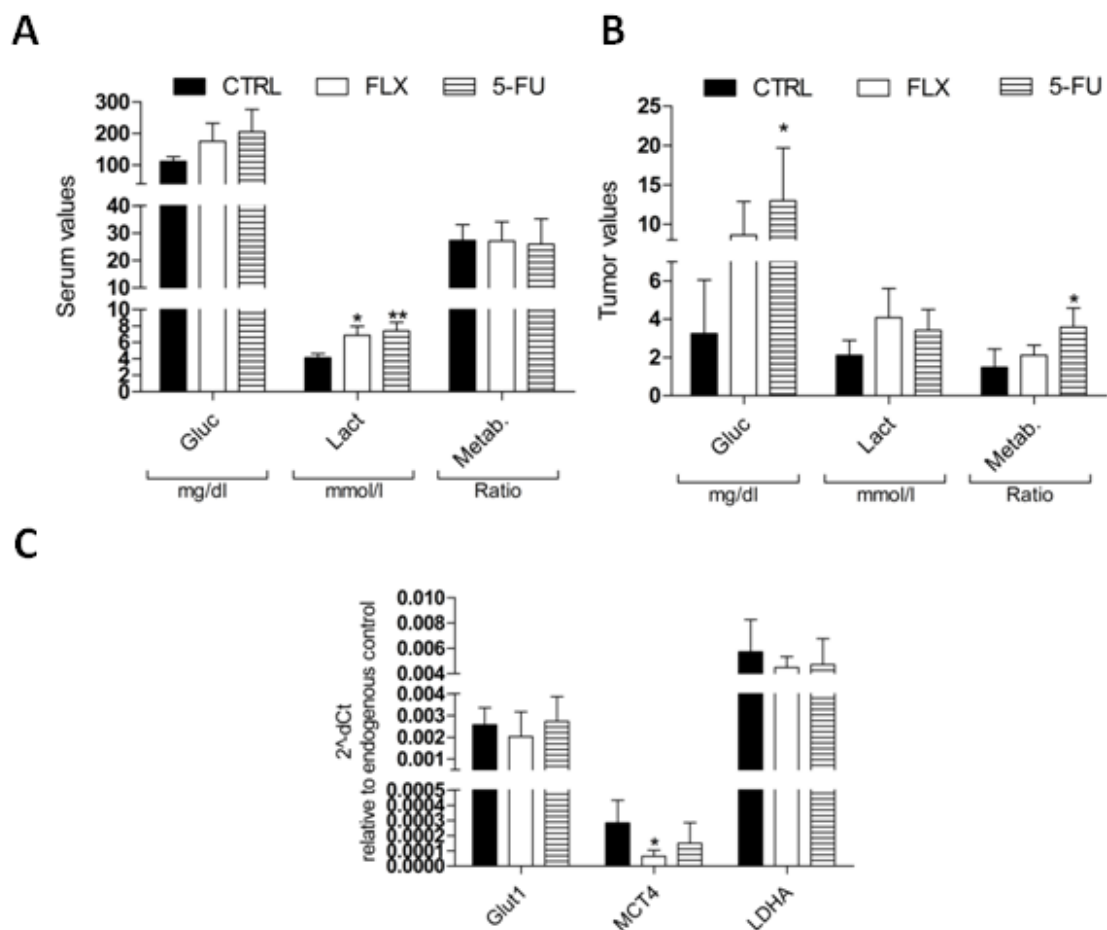 A
CTRL FLX 5-FU
Serum values
300
200
100
40
30
20
10
10
8
6
4
2
0
* **
Gluc Lact Metab.
mg/dl mmol/l Ratio
B
CTRL FLX 5-FU
Tumor values
25
20
15
10
6
4
2
0
* *
Gluc Lact Metab.
mg/dl mmol/l Ratio
C
2^-dCt
relative to endogenous control
0.010
0.008
0.006
0.004
0.004
0.003
0.002
0.001
0.0005
0.0004
0.0003
0.0002
0.0001
0.0000
*
Glut1 MCT4 LDHA